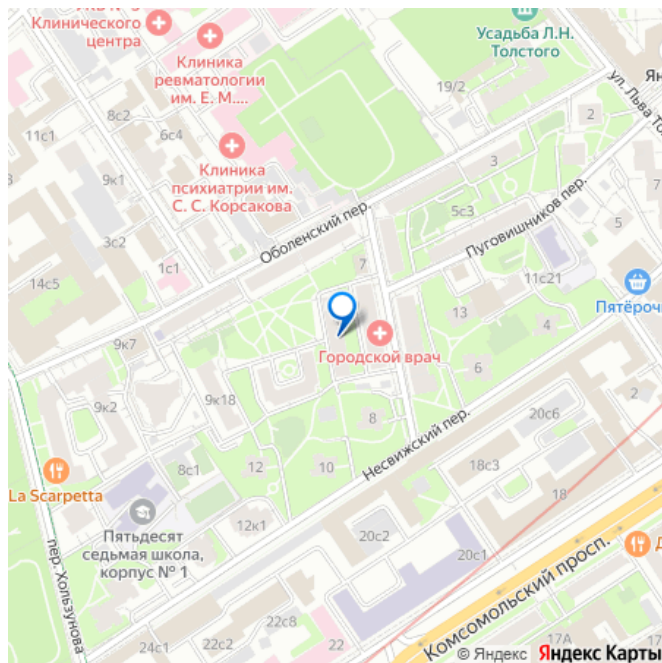 Клинического
центра
Клиника
ревматологии
им. Е. М....
Усадьба Л.Н.
Толстого
19/2
ул. Льва То
Ян
8с2
11с1
6с4
9к1
Клиника
психиатрии им.
С. С. Корсакова
2
3
5с3
Пуговишников пер.
5
Оболенский пер.
3с2
1с1
7
14с5
11с21
Пятёроч
13
4
Городской врач
6
9к7
9к2
9к18
8
Несвижский пер.
2
20с6
La Scarpetta
8с1
12
10
18с3
Пятьдесят
седьмая школа,
корпус № 1
12к1
20с2
20с1
Комсомольский просп.
Д
пер. Хользунова
24с1
22с2
22с8
22
17А
© Яндекс Яндекс Карты